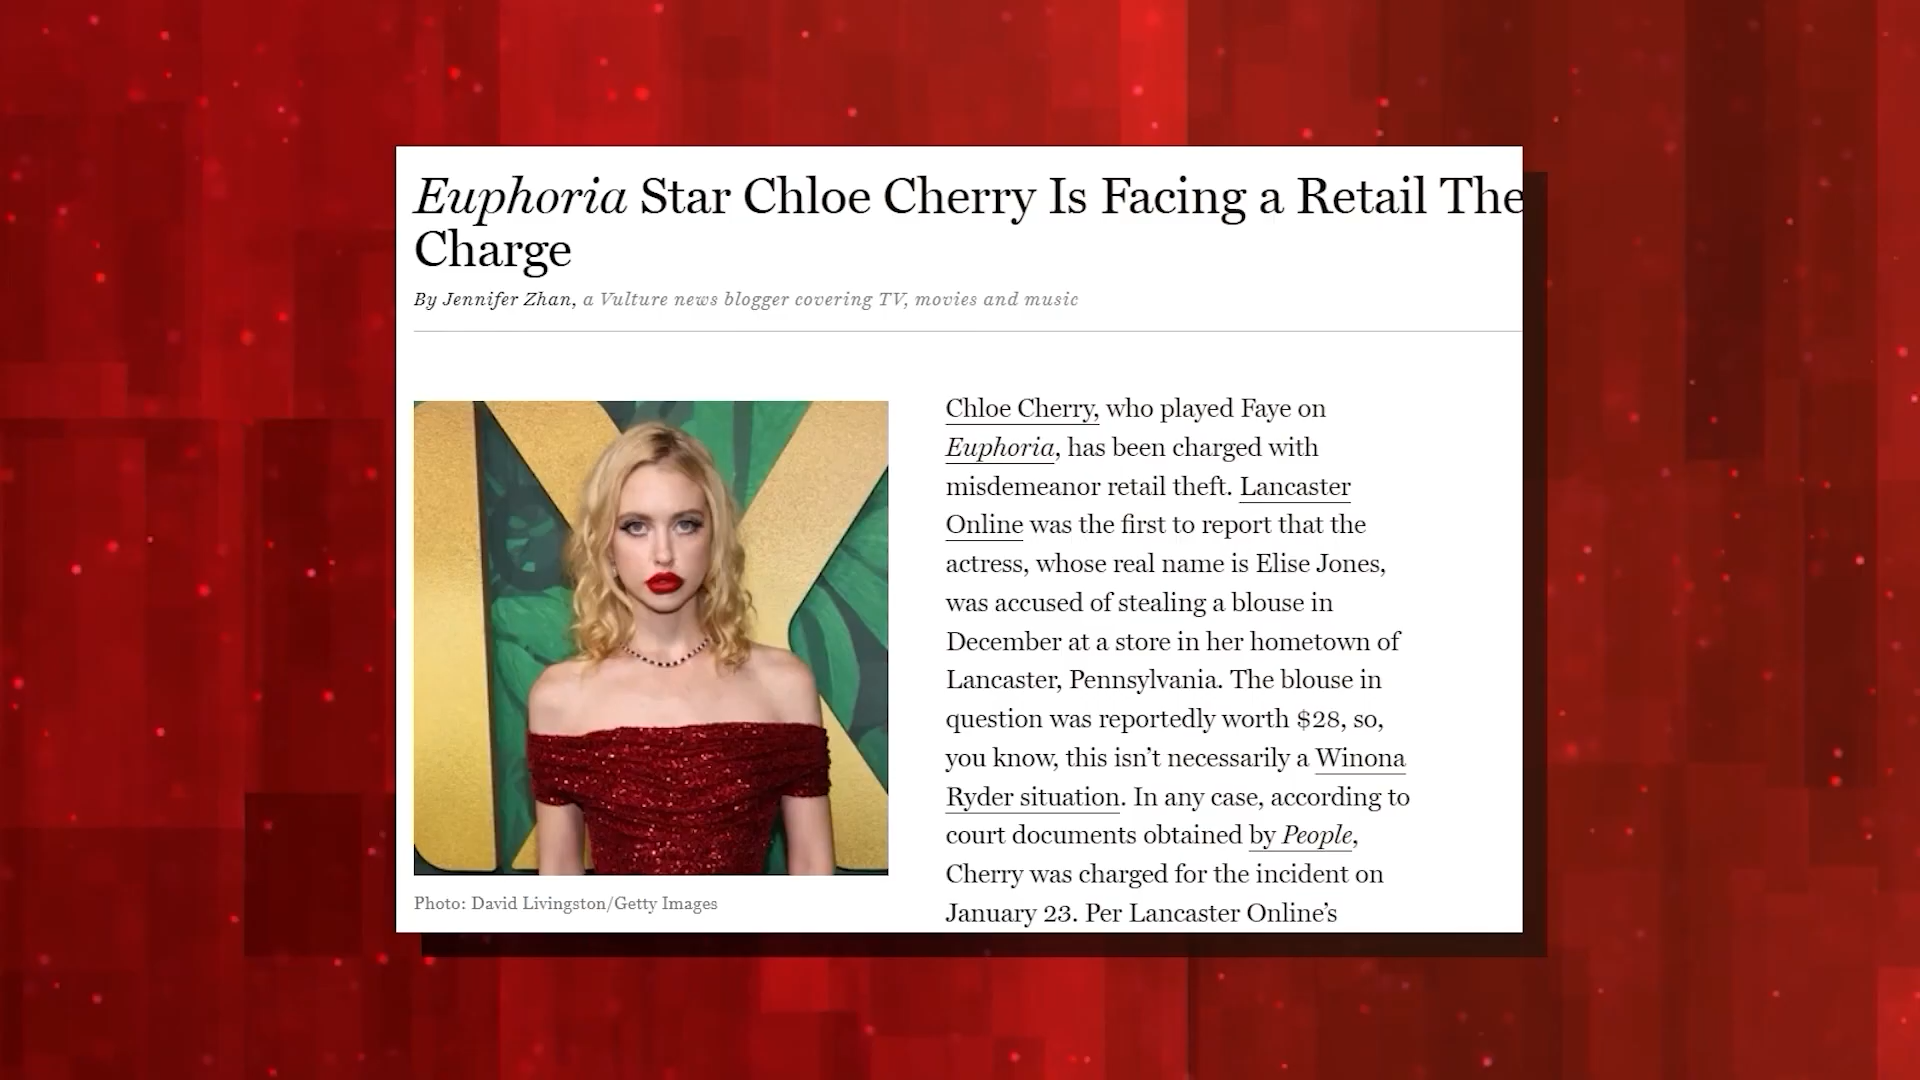 Euphoria Star Chloe Cherry Is Facing a Retail The
Charge
By Jennifer Zhan, a Vulture news blogger covering TV, movies and music
Chloe Cherry, who played Faye on
Euphoria, has been charged with
misdemeanor retail theft. Lancaster
Online was the first to report that the
actress, whose real name is Elise Jones,
was accused of stealing a blouse in
December at a store in her hometown of
Lancaster, Pennsylvania. The blouse in
question was reportedly worth $28, so,
you know, this isn’t necessarily a Winona
Ryder situation. In any case, according to
court documents obtained by People,
Cherry was charged for the incident on
January 23. Per Lancaster Online’s
Photo: David Livingston/Getty Images